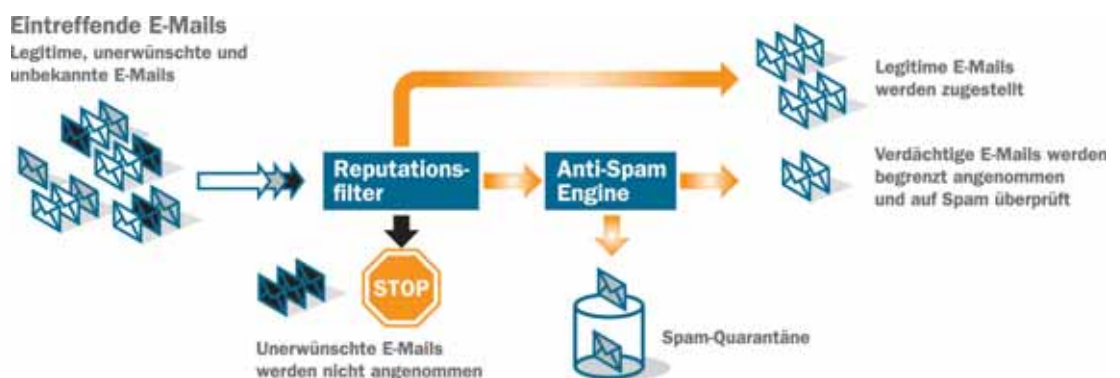 Eintreffende E-Mails
Legitime, unerwünschte und
unbekannte E-Mails
Legitime E-Mails
werden zugestellt
Reputations-
filter
Anti-Spam
Engine
Verdächtige E-Mails werden
begrenzt angenommen
und auf Spam überprüft
STOP
Unerwünschte E-Mails
werden nicht angenommen
Spam-Quarantäne